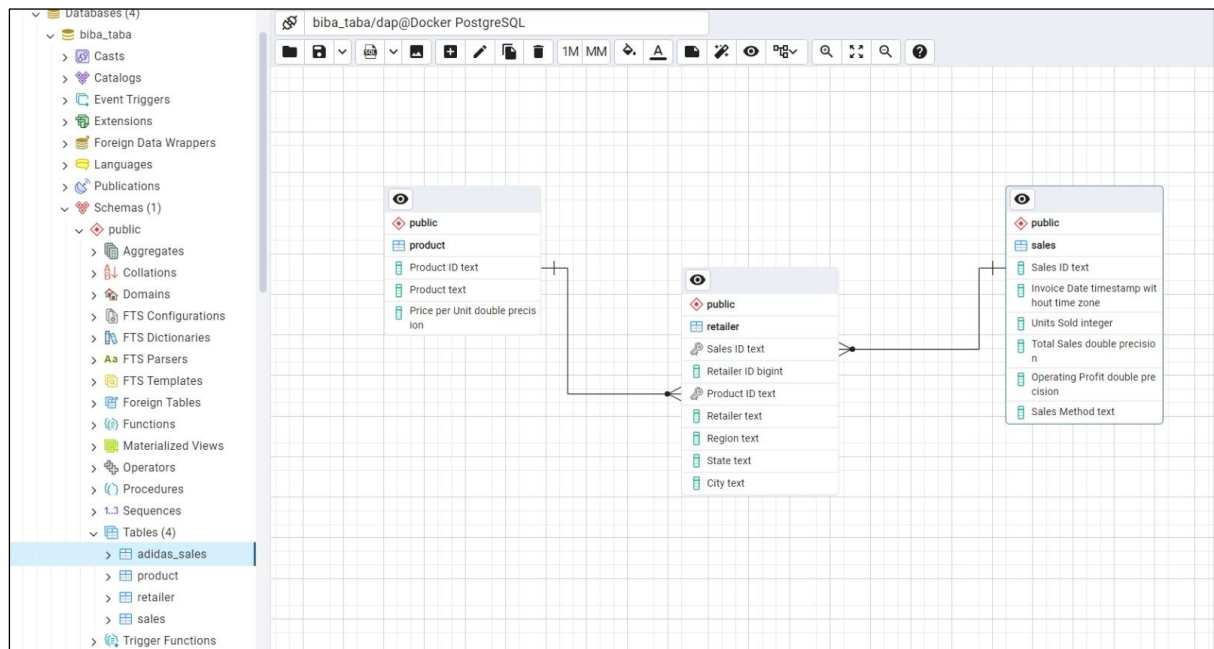 Databases (4)
biba_taba
Casts
Catalogs
Event Triggers
Extensions
Foreign Data Wrappers
Languages
Publications
Schemas (1)
public
Aggregates
Collations
Domains
FTS Configurations
FTS Dictionaries
Aa FTS Parsers
FTS Templates
Foreign Tables
Functions
Materialized Views
Operators
Procedures
1..3 Sequences
Tables (4)
adidas_sales
product
retailer
sales
Trigger Functions
biba_taba/dap@Docker PostgreSQL
SQL
1M MM
A
public
product
Product ID text
Product text
Price per Unit double precis
ion
public
retailer
Sales ID text
Retailer ID bigint
Product ID text
Retailer text
Region text
State text
City text
public
sales
Sales ID text
Invoice Date timestamp wit
hout time zone
Units Sold integer
Total Sales double precisio
n
Operating Profit double pre
cision
Sales Method text